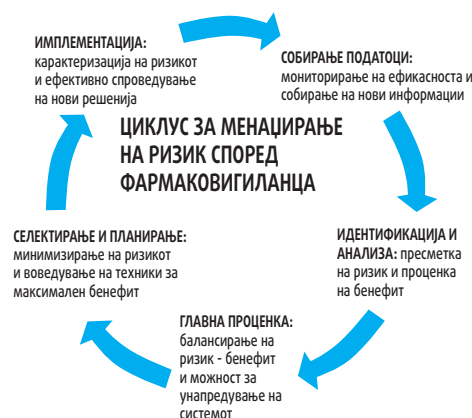 ИМПЛЕМЕНТАЦИЈА:
карактеризација на ризикот
и ефективно спроведување
на нови решенија
СОБИРАЊЕ ПОДАТОЦИ:
мониторирање на ефикасноста и
собирање на нови информации
ЦИКЛУС ЗА МЕНАЏИРАЊЕ
НА РИЗИК СПОРЕД
ФАРМАКОВИГИЛАНЦА
ИДЕНТИФИКАЦИЈА И
АНАЛИЗА: пресметка
на ризик и проценка
на бенефит
ГЛАВНА ПРОЦЕНКА:
балансирање на
ризик - бенефит
и можност за
унапредување на
системот
СЕЛЕКТИРАЊЕ И ПЛАНИРАЊЕ:
минимизирање на ризикот
и воведување на техники за
максимален бенефит